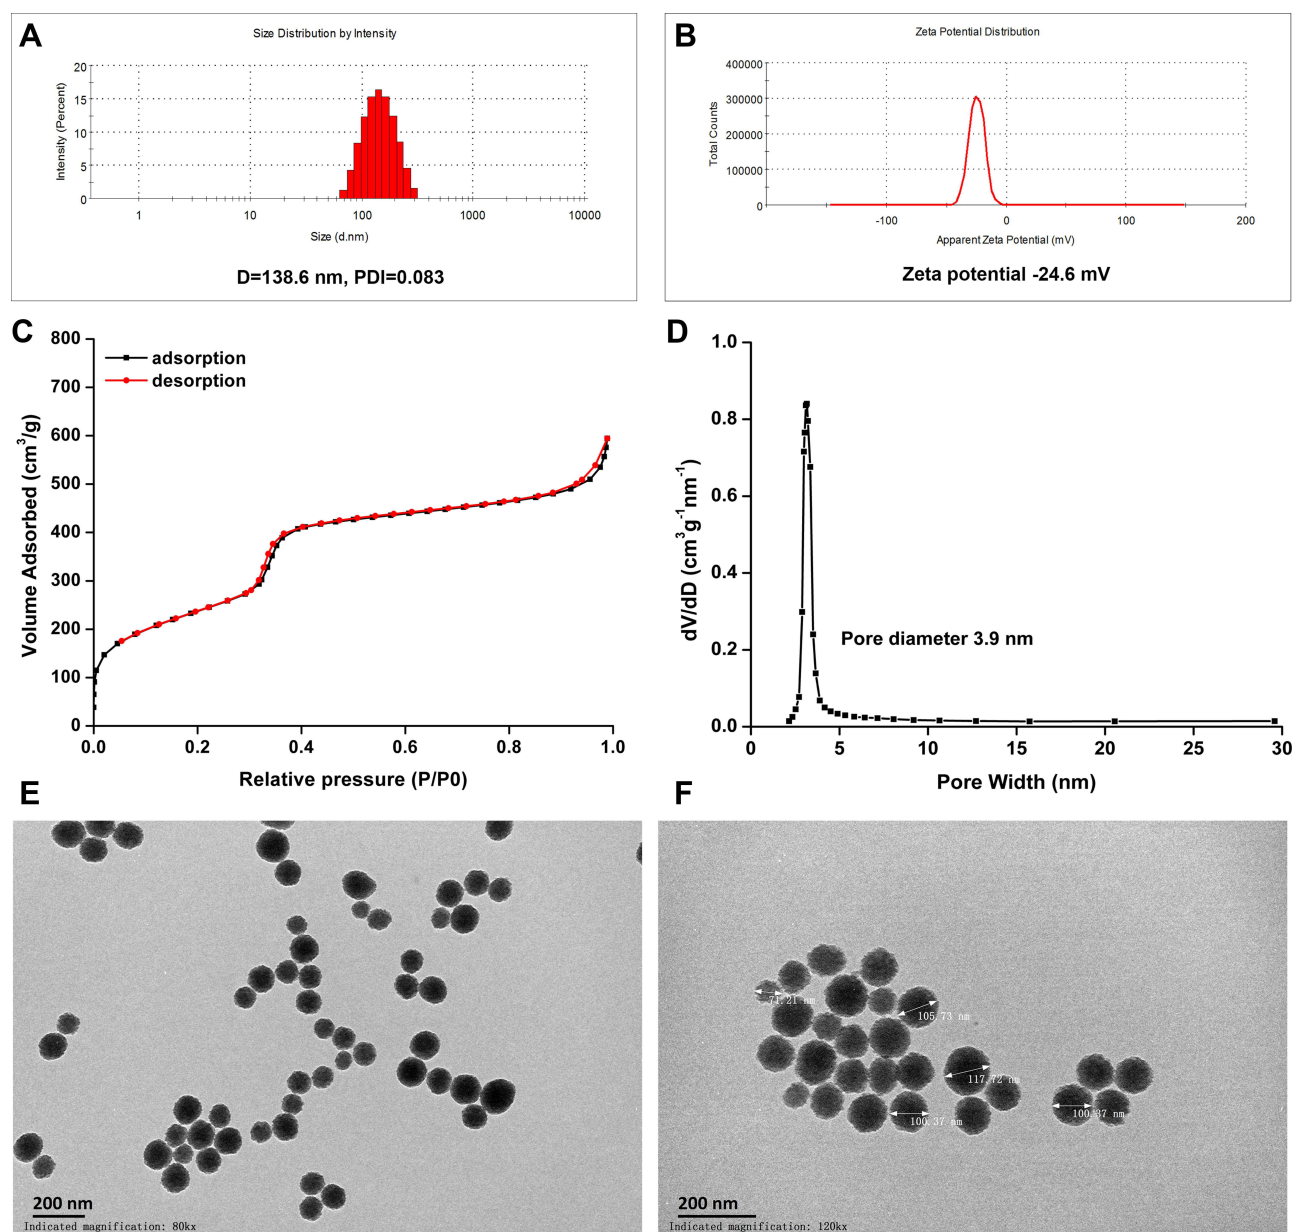 A
Size Distribution by Intensity
20
15
10
5
0
Intensity (Percent)
1
10
100
1000
10000
Size (d.nm)
D=138.6 nm, PDI=0.083
B
Zeta Potential Distribution
400000
300000
200000
100000
0
Total Counts
-100
0
100
200
Apparent Zeta Potential (mV)
Zeta potential -24.6 mV
C
800
700
600
500
400
300
200
100
0
Volume Adsorbed (cm³/g)
adsorption
desorption
0.0
0.2
0.4
0.6
0.8
1.0
Relative pressure (P/P0)
D
1.0
0.8
0.6
0.4
0.2
0.0
dV/dD (cm³g⁻¹nm⁻¹)
Pore diameter 3.9 nm
0
5
10
15
20
25
30
Pore Width (nm)
E
200 nm
Indicated magnification: 80kx
F
71.21 nm
105.73 nm
117.72 nm
100.37 nm
100.37 nm
200 nm
Indicated magnification: 120kx